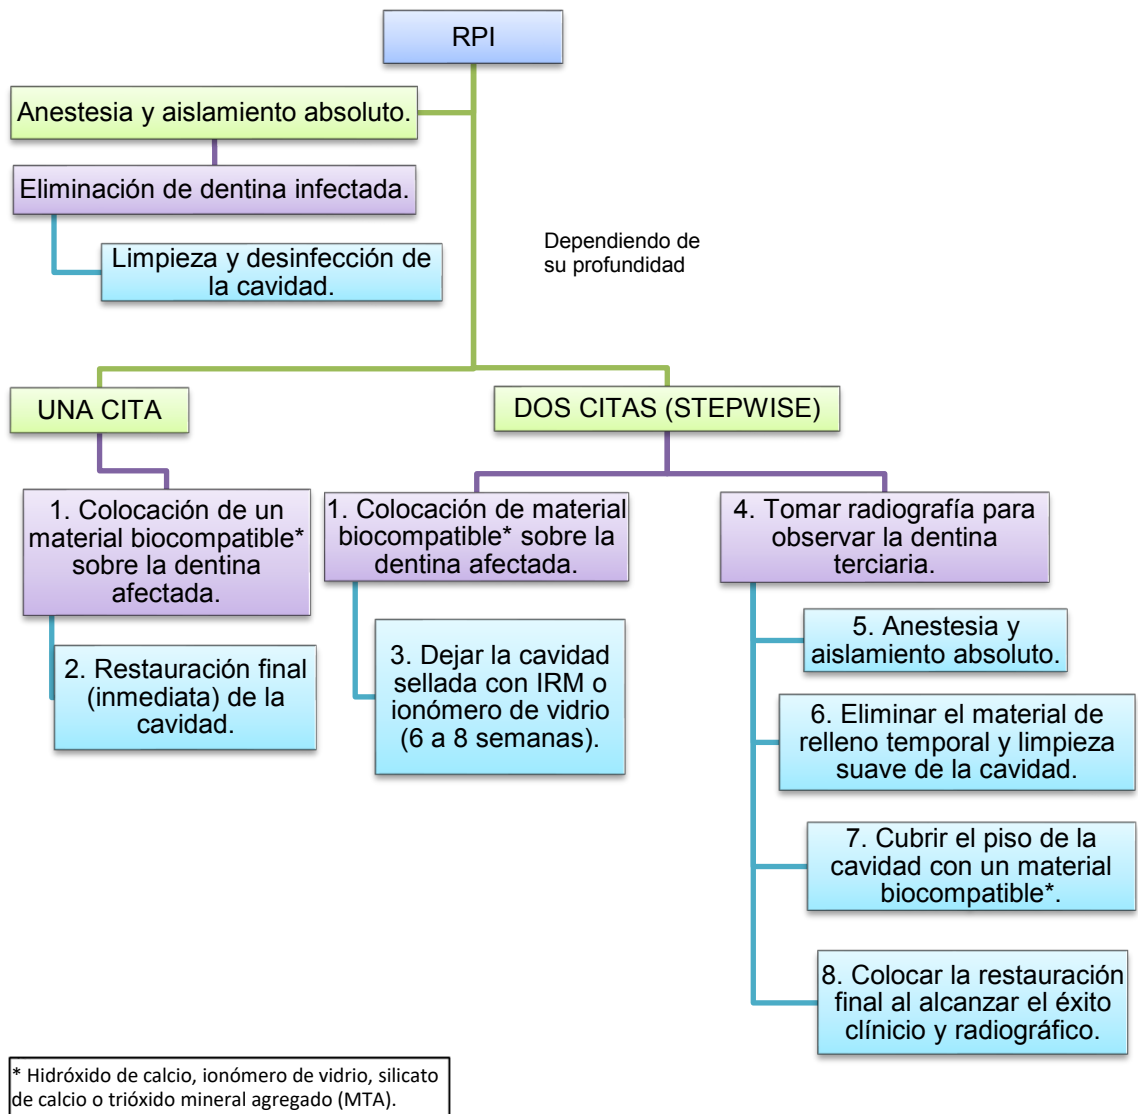 RPI
Anestesia y aislamiento absoluto.
Eliminación de dentina infectada.
Limpieza y desinfección de
la cavidad.
Dependiendo de
su profundidad
UNA CITA
1. Colocación de un
material biocompatible*
sobre la dentina
afectada.
2. Restauración final
(inmediata) de la
cavidad.
DOS CITAS (STEPWISE)
1. Colocación de material
biocompatible* sobre la
dentina afectada.
3. Dejar la cavidad
sellada con IRM o
ionómero de vidrio
(6 a 8 semanas).
4. Tomar radiografía para
observar la dentina
terciaria.
5. Anestesia y
aislamiento absoluto.
6. Eliminar el material de
relleno temporal y limpieza
suave de la cavidad.
7. Cubrir el piso de la
cavidad con un material
biocompatible*.
8. Colocar la restauración
final al alcanzar el éxito
clínicio y radiográfico.
* Hidróxido de calcio, ionómero de vidrio, silicato
de calcio o trióxido mineral agregado (MTA).